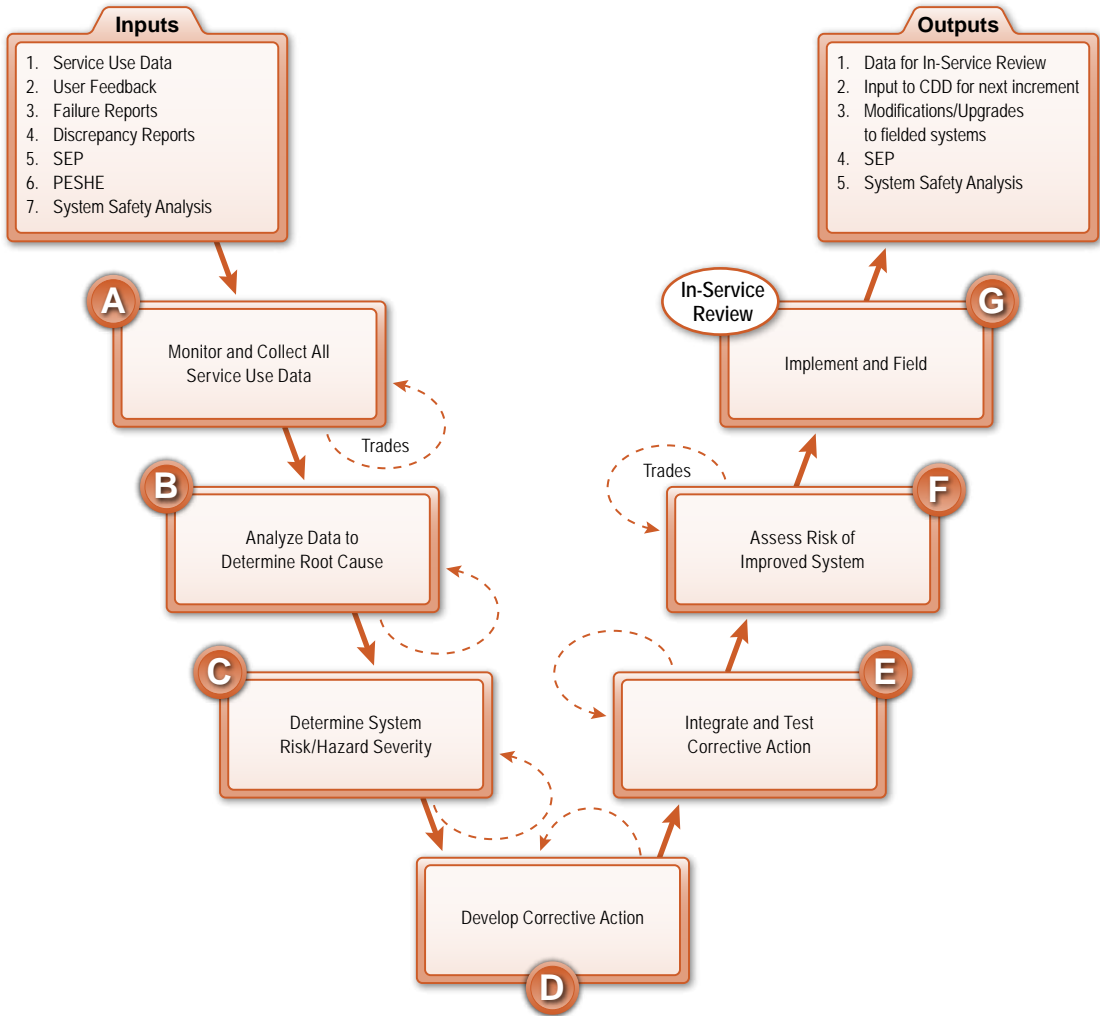 Inputs
1. Service Use Data
2. User Feedback
3. Failure Reports
4. Discrepancy Reports
5. SEP
6. PESHE
7. System Safety Analysis
Outputs
1. Data for In-Service Review
2. Input to CDD for next increment
3. Modifications/Upgrades
to fielded systems
4. SEP
5. System Safety Analysis
A
Monitor and Collect All
Service Use Data
Trades
B
Analyze Data to
Determine Root Cause
C
Determine System
Risk/Hazard Severity
D
Develop Corrective Action
E
Integrate and Test
Corrective Action
F
Assess Risk of
Improved System
Trades
G
In-Service
Review
Implement and Field